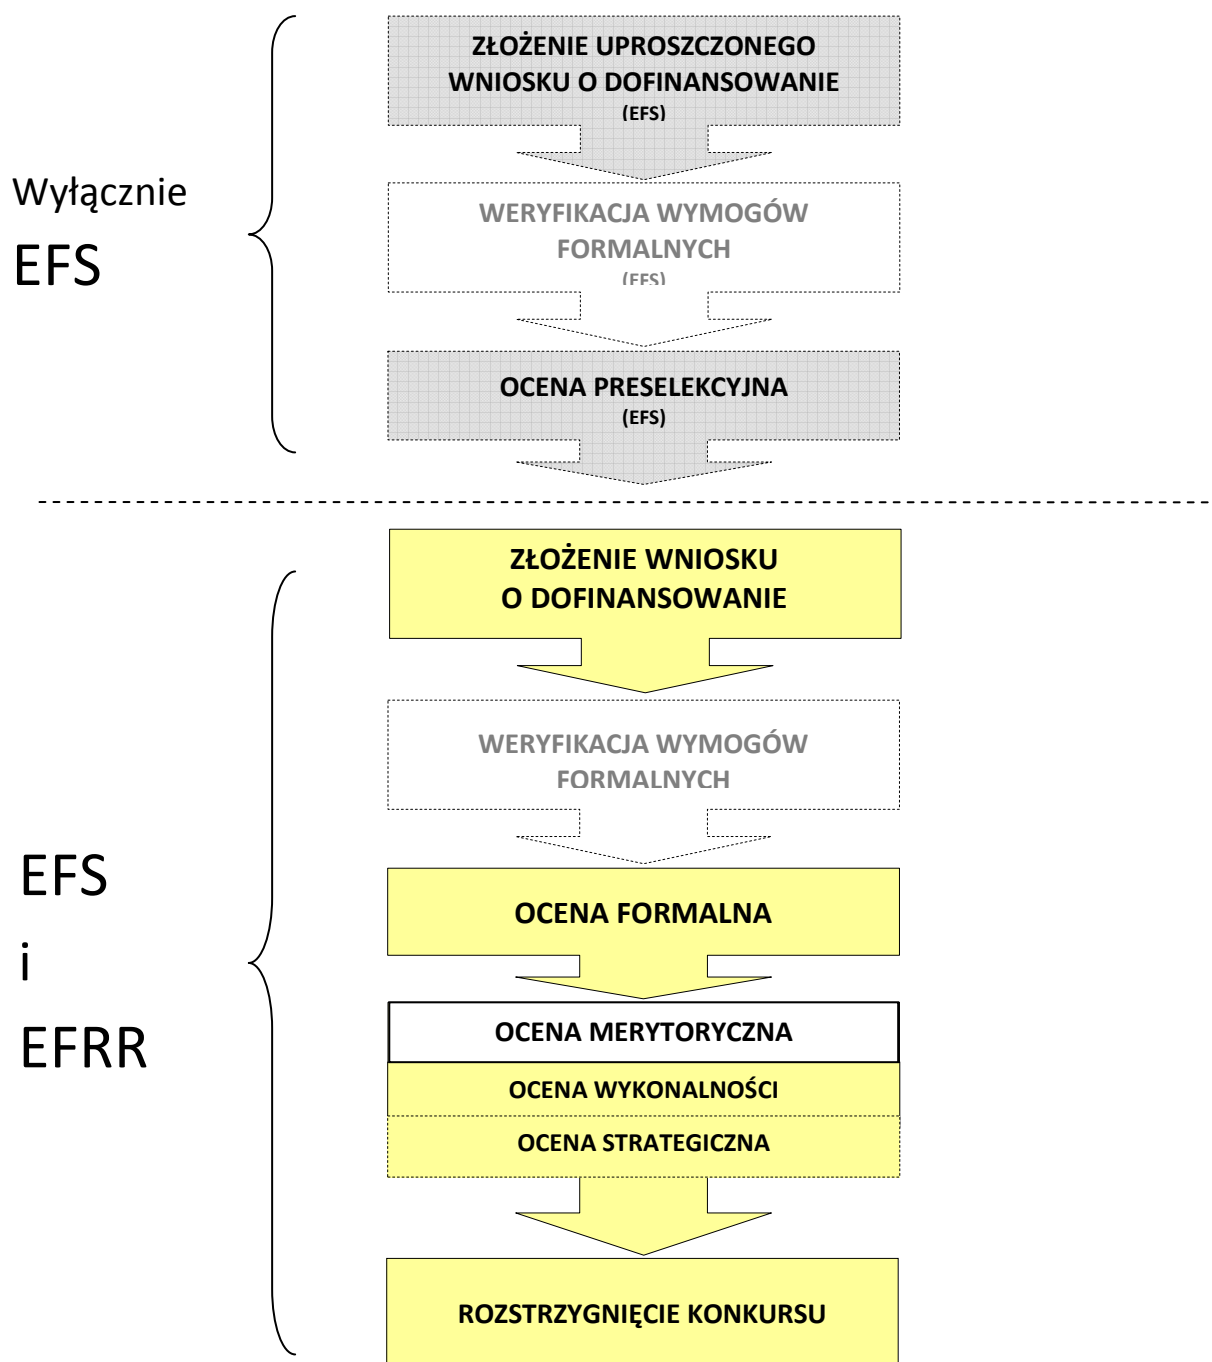 ZŁOŻENIE UPROSZCZONEGO
WNIOSKU O DOFINANSOWANIE
(EFS)
Wyłącznie
EFS
WERYFIKACJA WYMOGÓW
FORMALNYCH
(EFS)
OCENA PRESELEKCYJNA
(EFS)
ZŁOŻENIE WNIOSKU
O DOFINANSOWANIE
WERYFIKACJA WYMOGÓW
FORMALNYCH
EFS
i
EFRR
OCENA FORMALNA
OCENA MERYTORYCZNA
OCENA WYKONALNOŚCI
OCENA STRATEGICZNA
ROZSTRZYGNIĘCIE KONKURSU